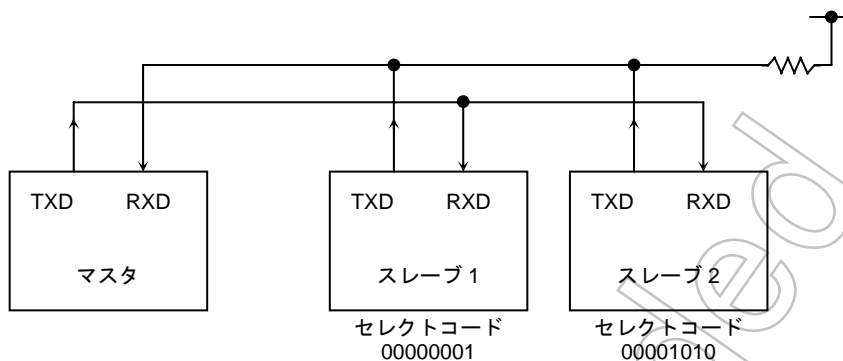 TXD RXD TXD RXD TXD RXD
マスタ スレーブ 1 スレーブ 2
セレクトコード セレクトコード
00000001 00001010